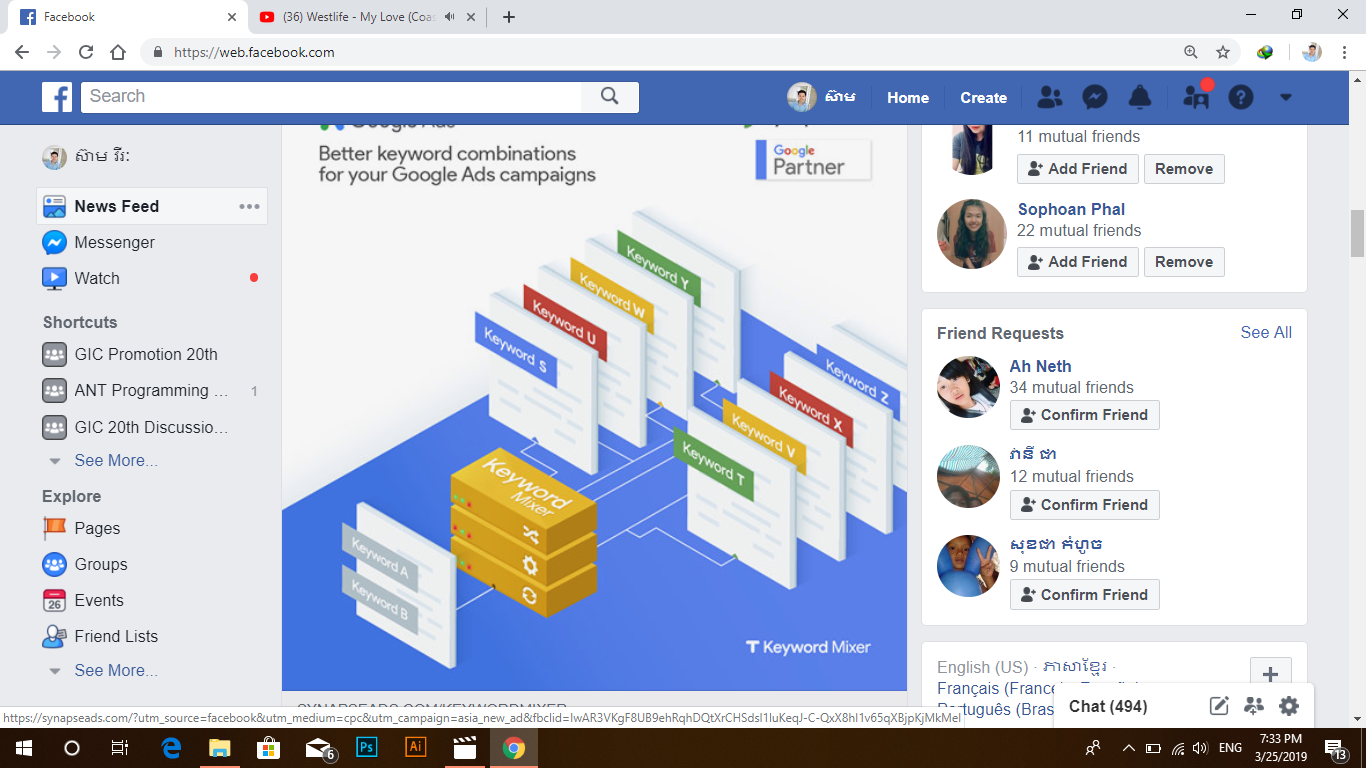 Facebook
(36) Westlife - My Love (Coas
https://web.facebook.com
Search
ស៊ាម
Home
Create
ស៊ាម វីរៈ
News Feed
Messenger
Watch
Shortcuts
GIC Promotion 20th
ANT Programming ...
1
GIC 20th Discussio...
See More...
Explore
Pages
Groups
26
Events
Friend Lists
See More...
Google Ads
Better keyword combinations
for your Google Ads campaigns
Google
Partner
Keyword Y
Keyword W
Keyword U
Keyword S
Keyword Z
Keyword X
Keyword V
Keyword T
Keyword
Mixer
Keyword A
Keyword B
Keyword Mixer
SYNAPSEADS.COM/KEYWORDMIXER
11 mutual friends
Add Friend
Remove
Sophoan Phal
22 mutual friends
Add Friend
Remove
Friend Requests
See All
Ah Neth
34 mutual friends
Confirm Friend
វានី ជា
12 mutual friends
Confirm Friend
សុខជា កំហូច
9 mutual friends
Confirm Friend
English (US) · ភាសាខ្មែរ ·
Français (France)
Português (Bras
Chat (494)
https://synapseads.com/?utm_source=facebook&utm_medium=cpc&utm_campaign=asia_new_ad&fbclid=IwAR3VKgF8UB9ehRqhDQtXrCHSdsI1IuKeqJ-C-QxX8hI1v65qXBjpKjMkMeI
6
Ps
Ai
ENG
7:33 PM
3/25/2019
13